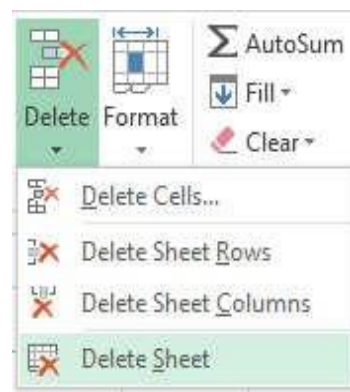 AutoSum
Fill
Delete Format
Clear
Delete Cells...
Delete Sheet Rows
Delete Sheet Columns
Delete Sheet